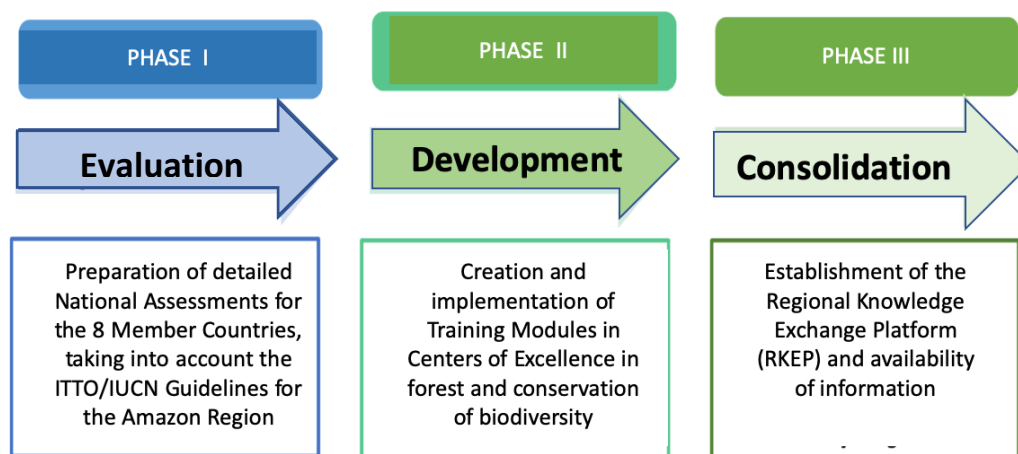 PHASE I
PHASE II
PHASE III
Evaluation
Development
Consolidation
Preparation of detailed
National Assessments for
the 8 Member Countries,
taking into account the
ITTO/IUCN Guidelines for
the Amazon Region
Creation and
implementation of
Training Modules in
Centers of Excellence in
forest and conservation
of biodiversity
Establishment of the
Regional Knowledge
Exchange Platform
(RKEP) and availability
of information